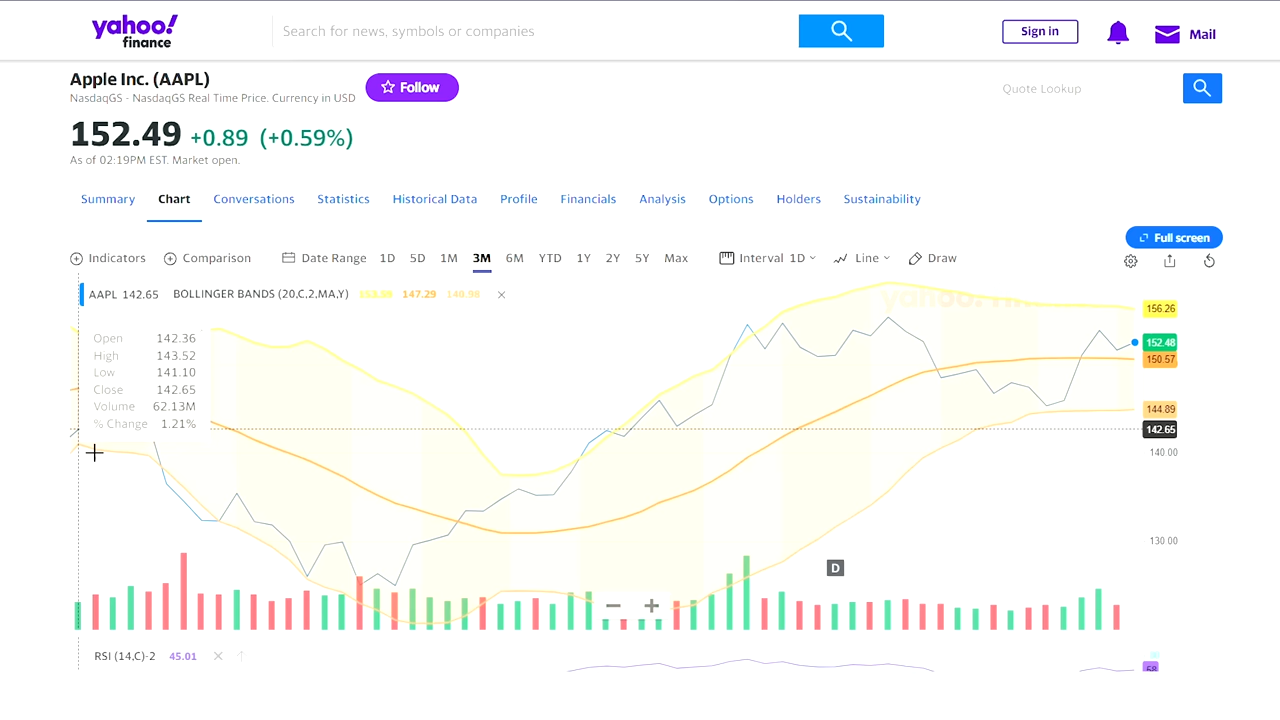 yahoo!
finance
Search for news, symbols or companies
Sign in
Mail
Apple Inc. (AAPL)
Follow
NasdaqGS - NasdaqGS Real Time Price. Currency in USD
Quote Lookup
152.49 +0.89 (+0.59%)
As of 02:19PM EST. Market open.
Summary Chart Conversations Statistics Historical Data Profile Financials Analysis Options Holders Sustainability
Full screen
Indicators Comparison Date Range 1D 5D 1M 3M 6M YTD 1Y 2Y 5Y Max Interval 1D Line Draw
AAPL 142.65 BOLLINGER BANDS (20,C,2,MA,Y) 147.29 140.98
156.26
Open 142.36
High 143.52
Low 141.10
Close 142.65
Volume 62.13M
% Change 1.21%
152.48
150.57
144.89
142.65
140.00
130.00
D
RSI (14,C)-2 45.01
58